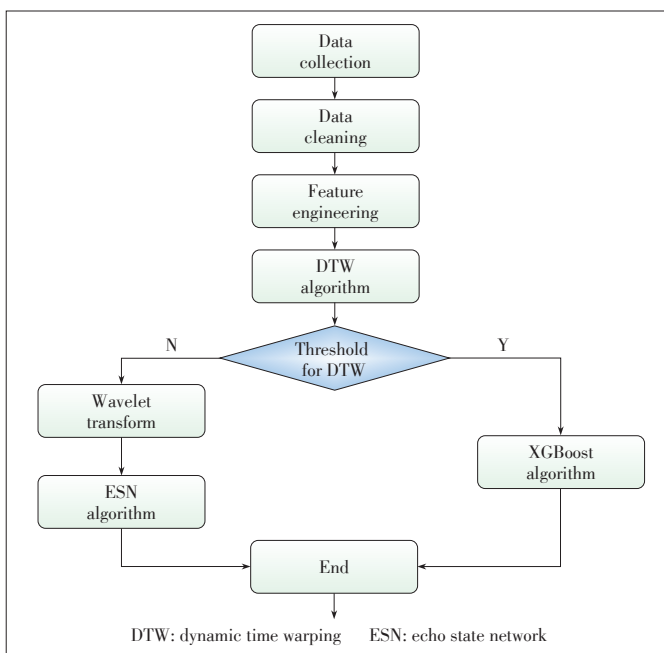 Data
collection
Data
cleaning
Feature
engineering
DTW
algorithm
Threshold
for DTW
N
Y
Wavelet
transform
ESN
algorithm
XGBoost
algorithm
End
DTW: dynamic time warping ESN: echo state network